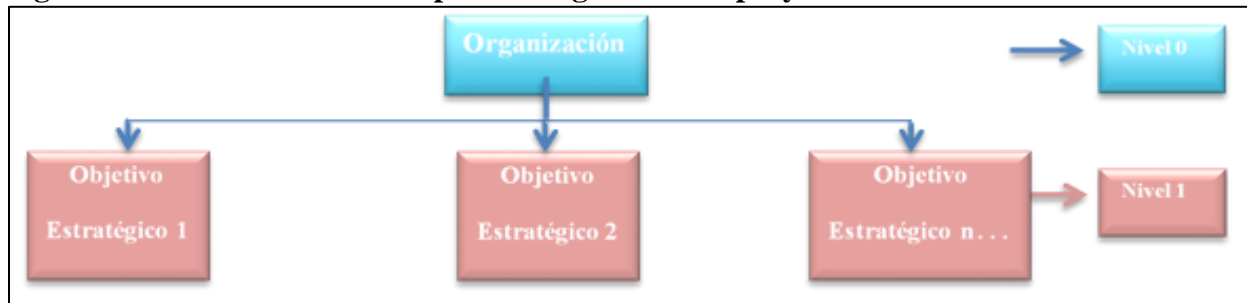 Organización
Nivel 0
Objetivo
Estratégico 1
Objetivo
Estratégico 2
Objetivo
Estratégico n...
Nivel 1